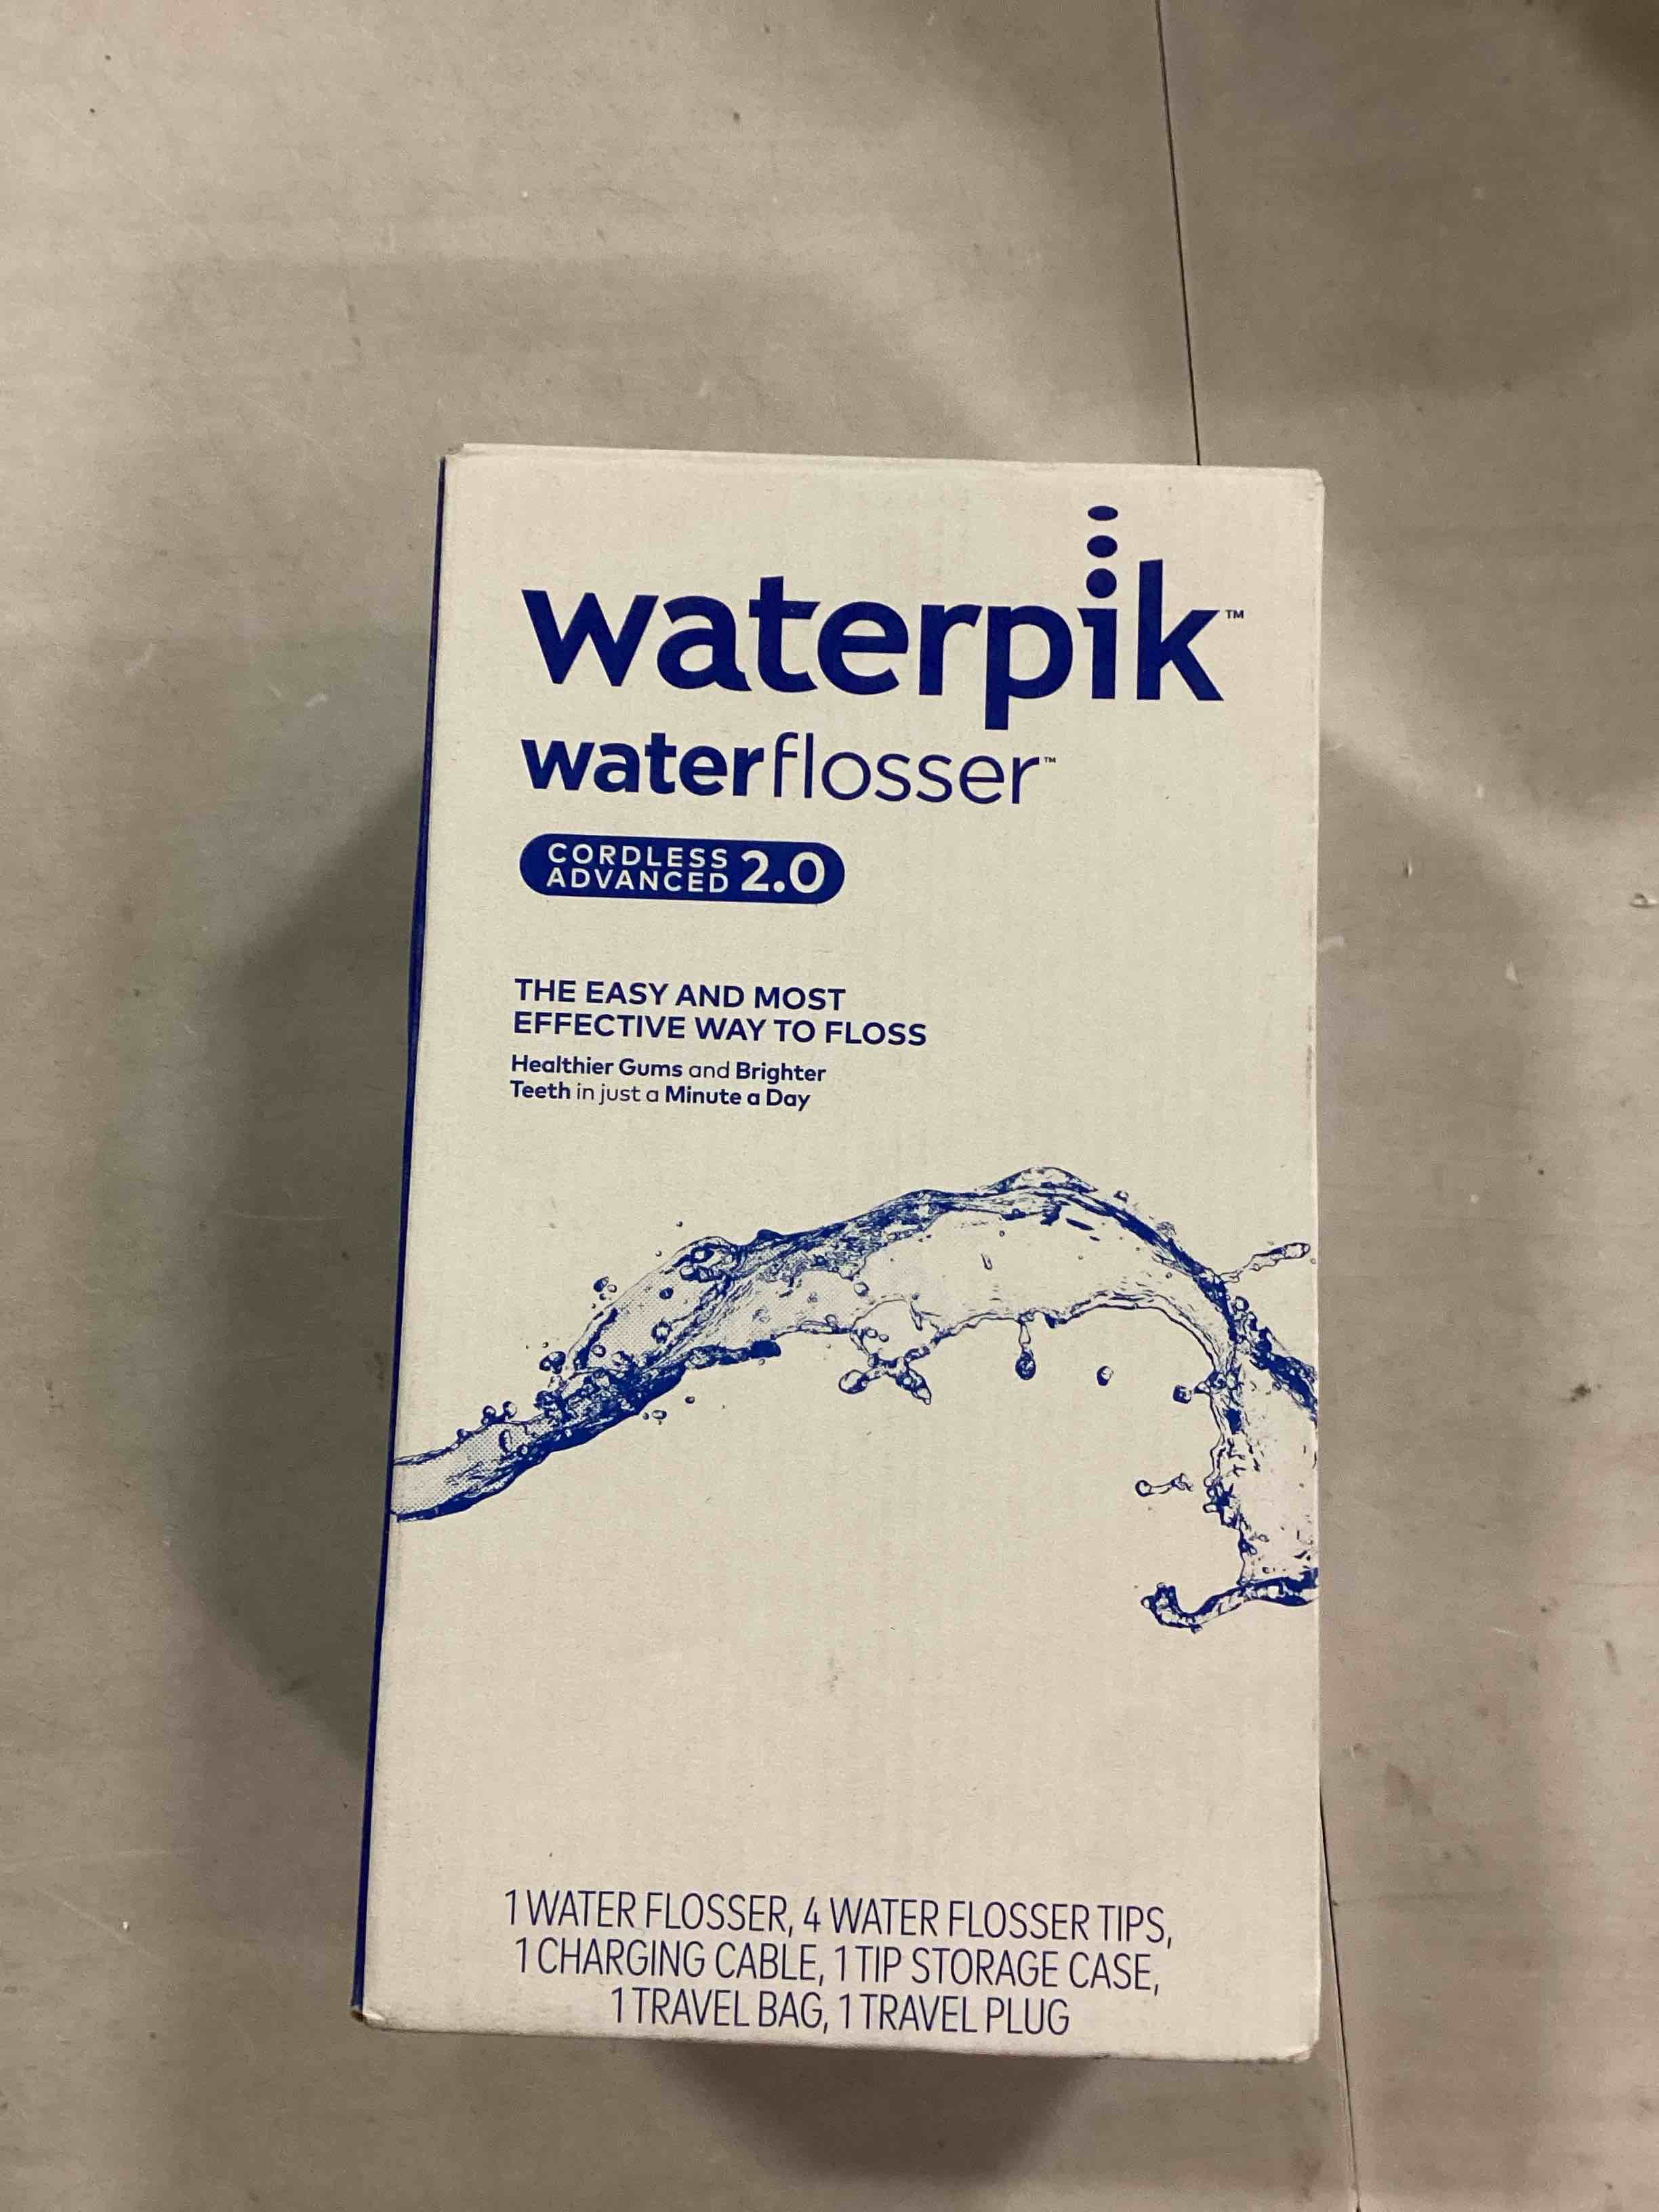 waterpik™
waterflosser™
CORDLESS
ADVANCED 2.0
THE EASY AND MOST
EFFECTIVE WAY TO FLOSS
Healthier Gums and Brighter
Teeth in just a Minute a Day
1 WATER FLOSSER, 4 WATER FLOSSER TIPS,
1 CHARGING CABLE, 1 TIP STORAGE CASE,
1 TRAVEL BAG, 1 TRAVEL PLUG